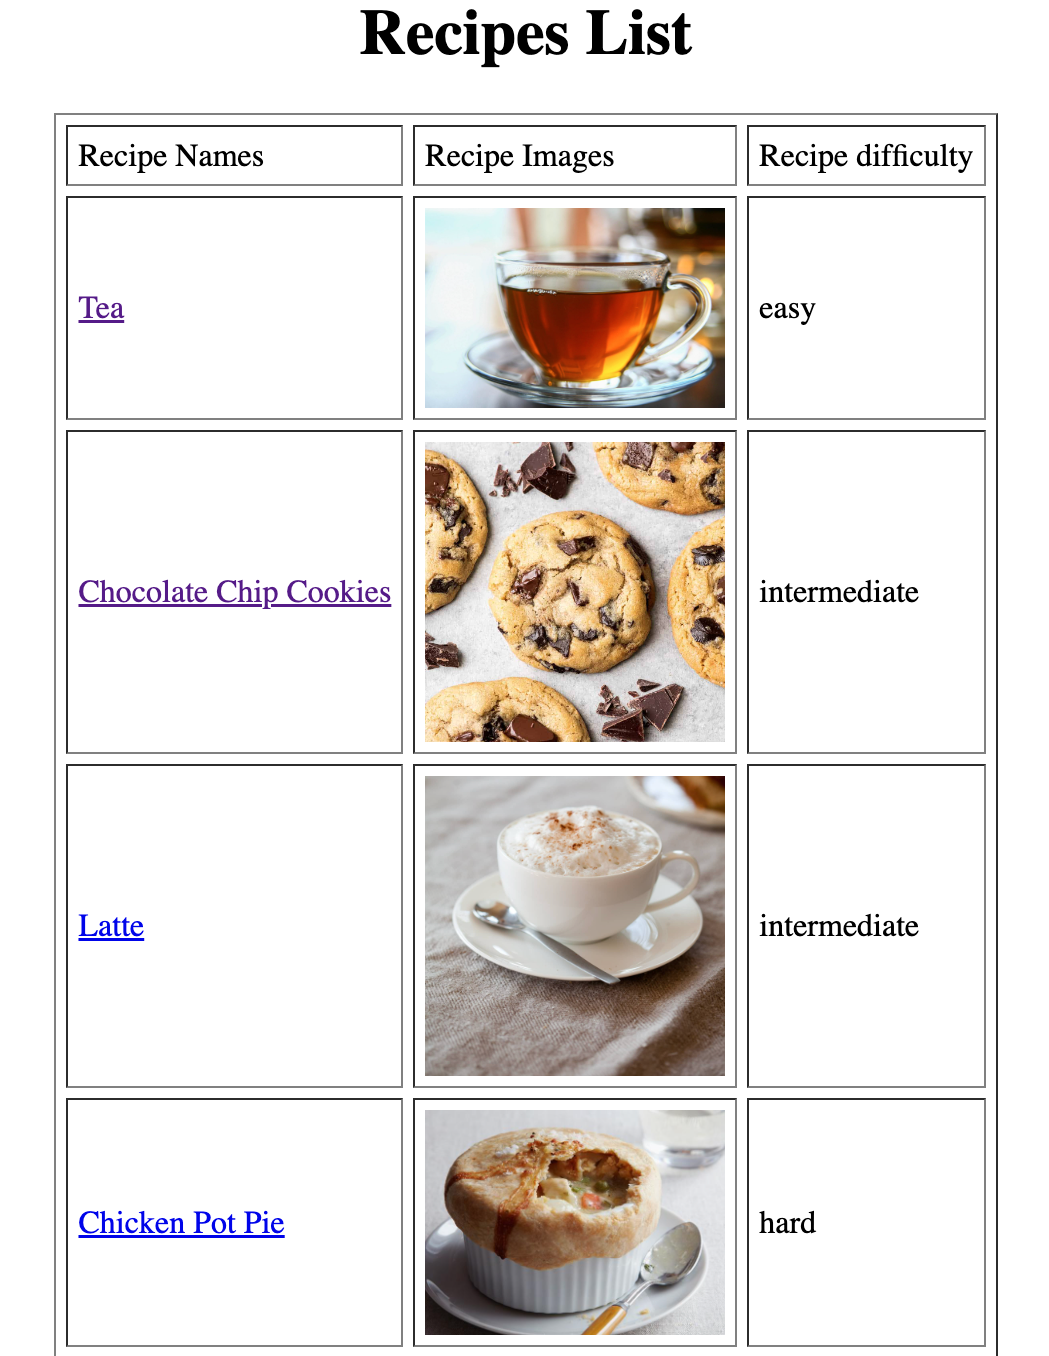 Recipes List
Recipe Names
Recipe Images
Recipe difficulty
Tea
easy
Chocolate Chip Cookies
intermediate
Latte
intermediate
Chicken Pot Pie
hard